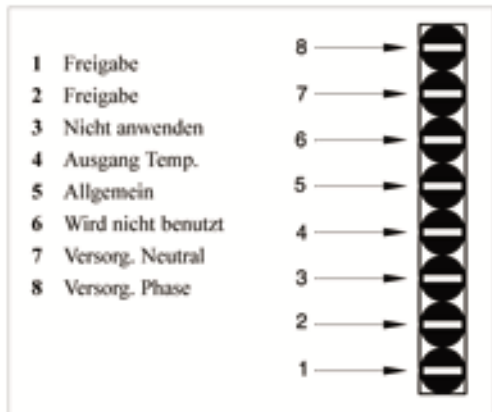 1 Freigabe
2 Freigabe
3 Nicht anwenden
4 Ausgang Temp.
5 Allgemein
6 Wird nicht benutzt
7 Versorg. Neutral
8 Versorg. Phase
8
7
6
5
4
3
2
1